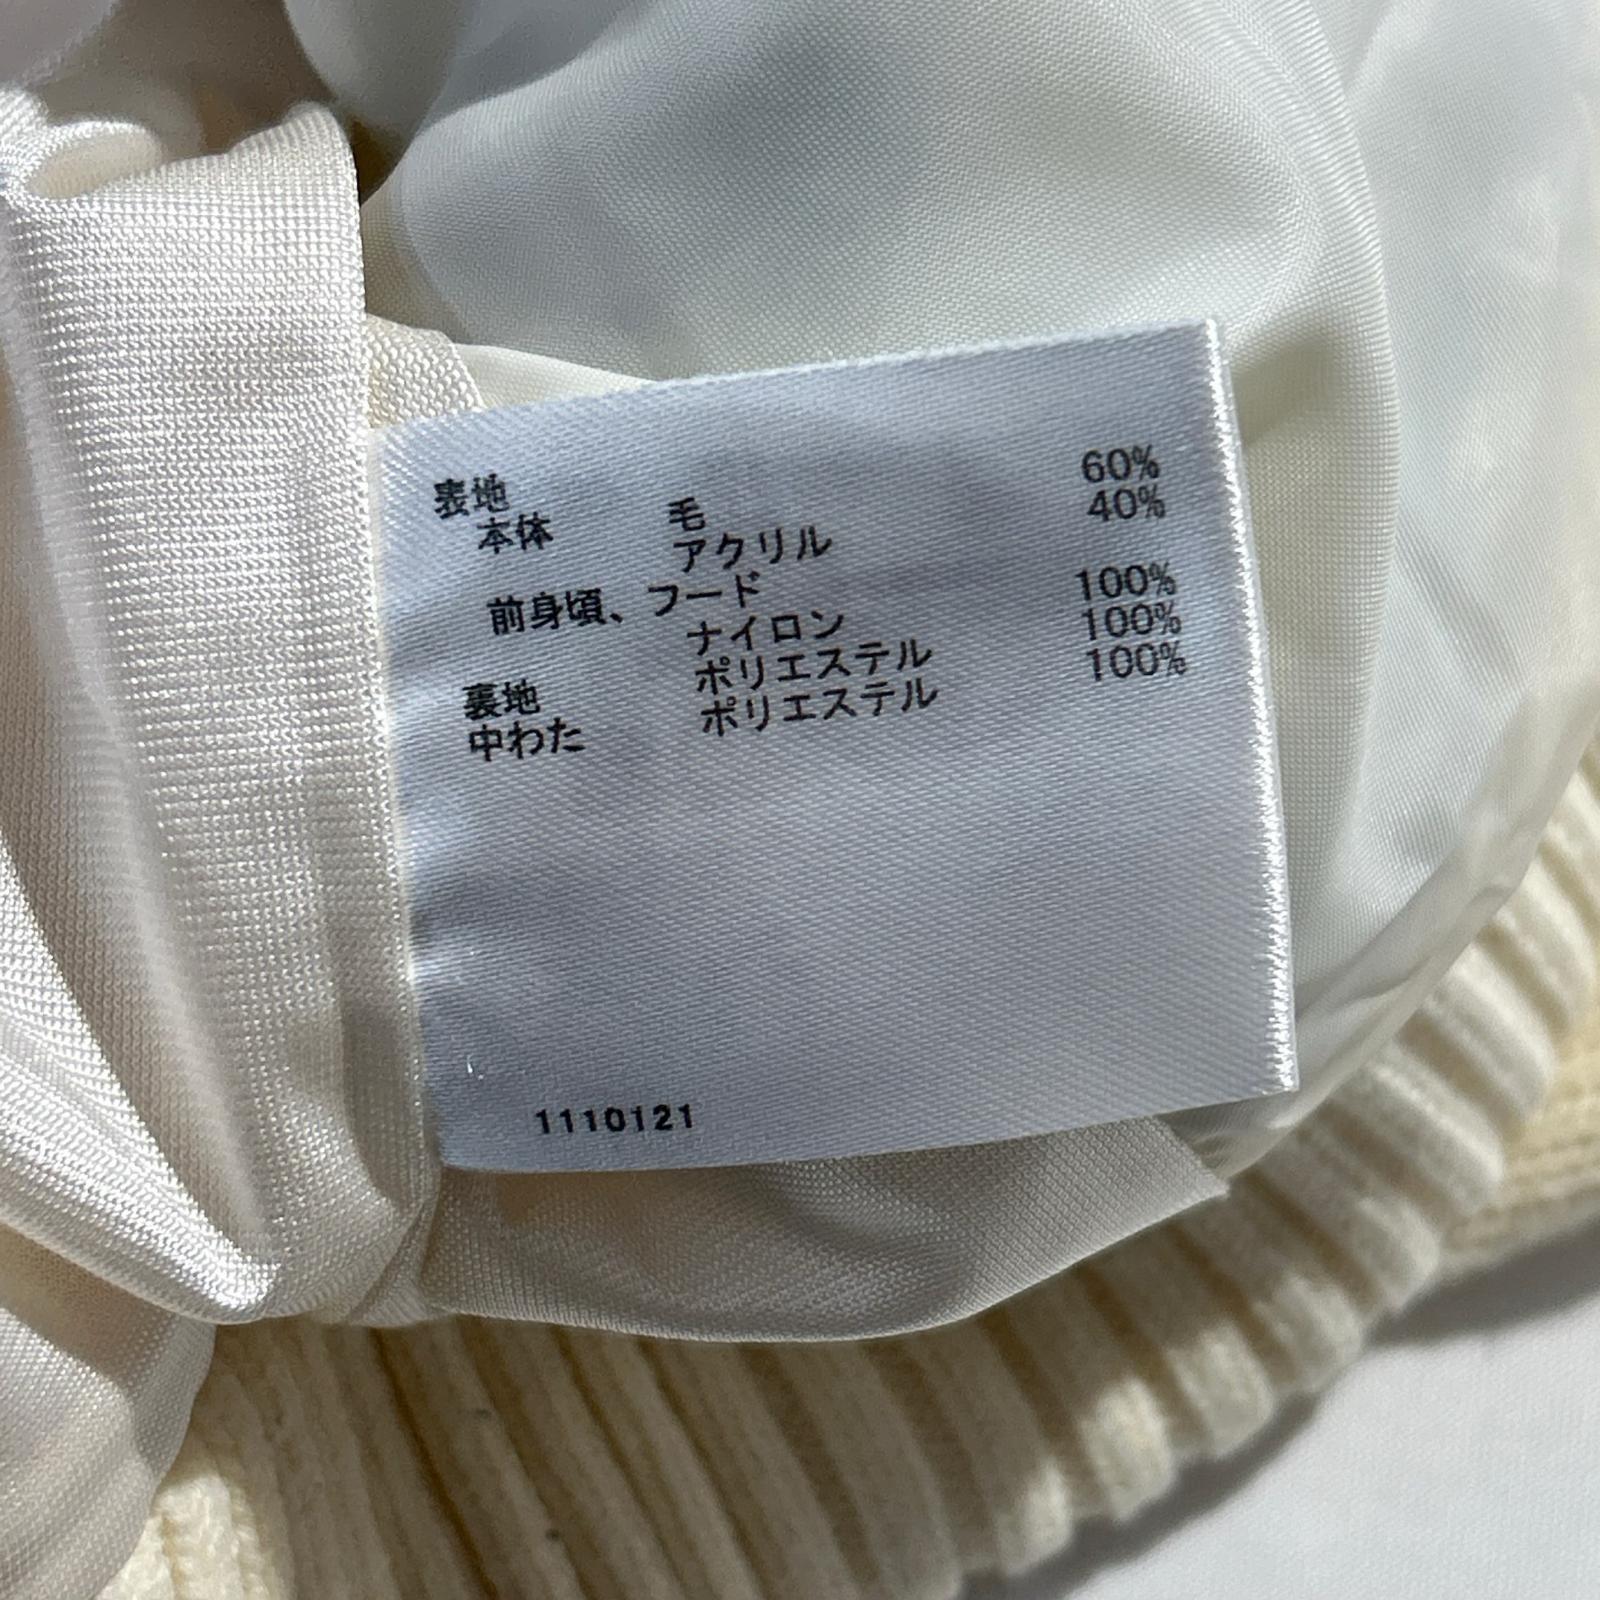 表地
本体 毛 60%
アクリル 40%
前身頃、フード
ナイロン 100%
裏地 ポリエステル 100%
中わた ポリエステル 100%
1110121